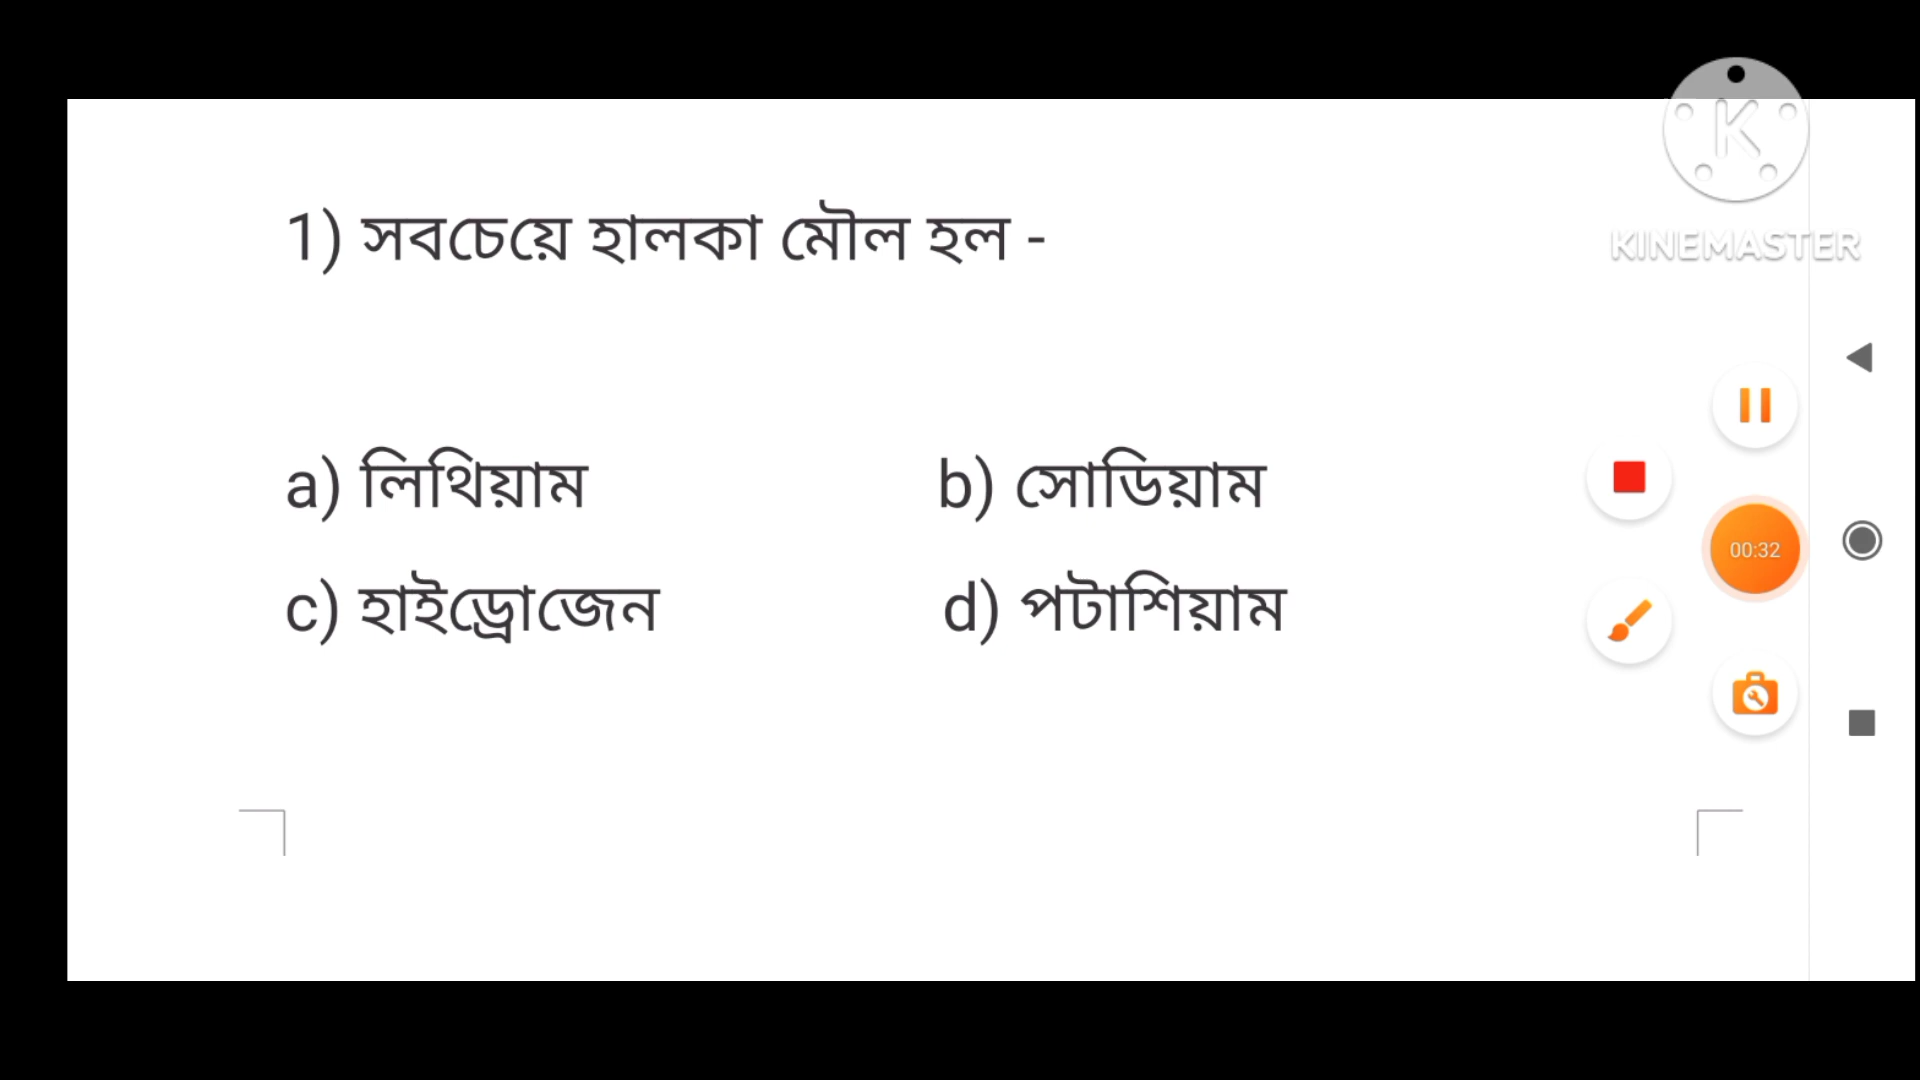 1) সবচেয়ে হালকা মৌল হল -
a) লিথিয়াম b) সোডিয়াম
c) হাইড্রোজেন d) পটাশিয়াম
K
KINEMASTER
00:32